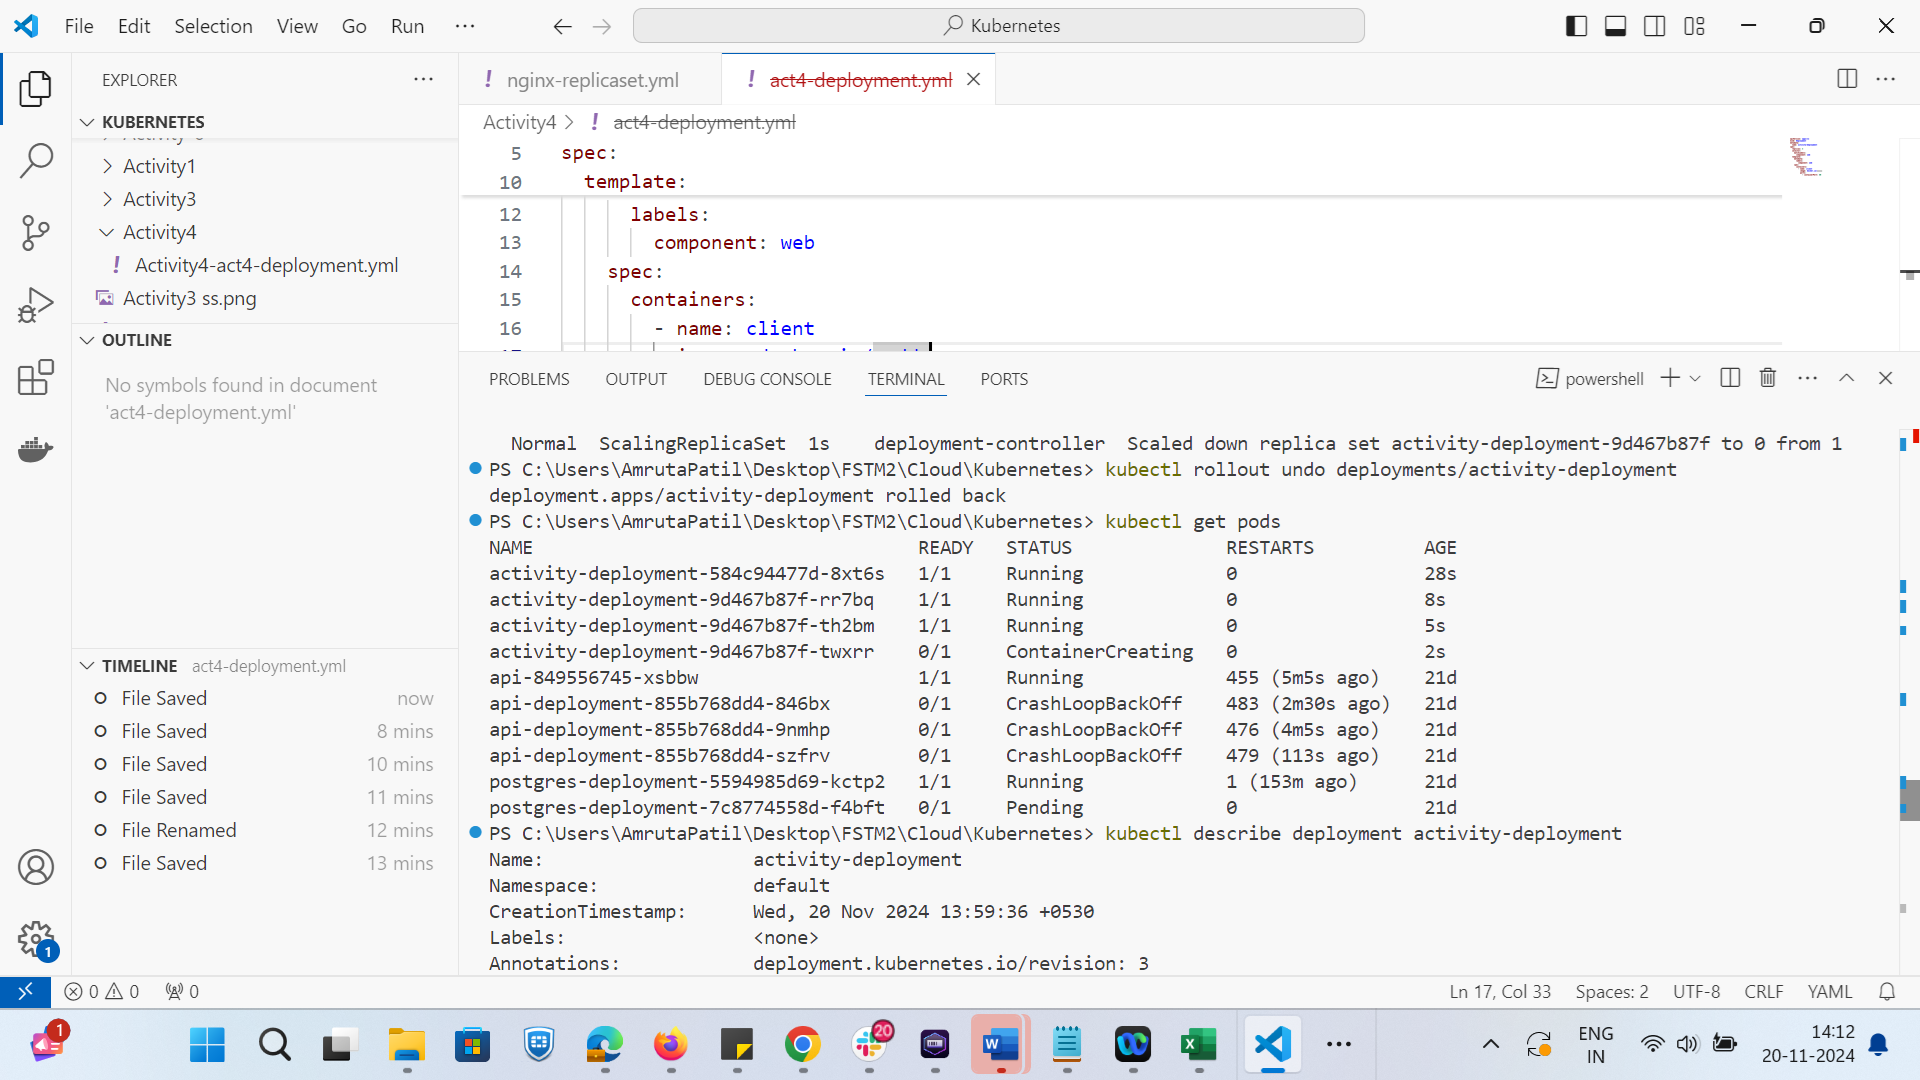 File Edit Selection View Go Run ··· Kubernetes
EXPLORER
KUBERNETES
Activity1
Activity3
Activity4
Activity4-act4-deployment.yml
Activity3 ss.png
OUTLINE
No symbols found in document
'act4-deployment.yml'
TIMELINE act4-deployment.yml
File Saved now
File Saved 8 mins
File Saved 10 mins
File Saved 11 mins
File Renamed 12 mins
File Saved 13 mins
! nginx-replicaset.yml ! act4-deployment.yml
Activity4 > ! act4-deployment.yml
5 spec:
10 template:
12 labels:
13 component: web
14 spec:
15 containers:
16 - name: client
PROBLEMS OUTPUT DEBUG CONSOLE TERMINAL PORTS powershell
Normal ScalingReplicaSet 1s deployment-controller Scaled down replica set activity-deployment-9d467b87f to 0 from 1
PS C:\Users\AmrutaPatil\Desktop\FSTM2\Cloud\Kubernetes> kubectl rollout undo deployments/activity-deployment
deployment.apps/activity-deployment rolled back
PS C:\Users\AmrutaPatil\Desktop\FSTM2\Cloud\Kubernetes> kubectl get pods
NAME READY STATUS RESTARTS AGE
activity-deployment-584c94477d-8xt6s 1/1 Running 0 28s
activity-deployment-9d467b87f-rr7bq 1/1 Running 0 8s
activity-deployment-9d467b87f-th2bm 1/1 Running 0 5s
activity-deployment-9d467b87f-twxrr 0/1 ContainerCreating 0 2s
api-849556745-xsbbw 1/1 Running 455 (5m5s ago) 21d
api-deployment-855b768dd4-846bx 0/1 CrashLoopBackOff 483 (2m30s ago) 21d
api-deployment-855b768dd4-9nmhp 0/1 CrashLoopBackOff 476 (4m5s ago) 21d
api-deployment-855b768dd4-szfrv 0/1 CrashLoopBackOff 479 (113s ago) 21d
postgres-deployment-5594985d69-kctp2 1/1 Running 1 (153m ago) 21d
postgres-deployment-7c8774558d-f4bft 0/1 Pending 0 21d
PS C:\Users\AmrutaPatil\Desktop\FSTM2\Cloud\Kubernetes> kubectl describe deployment activity-deployment
Name: activity-deployment
Namespace: default
CreationTimestamp: Wed, 20 Nov 2024 13:59:36 +0530
Labels: <none>
Annotations: deployment.kubernetes.io/revision: 3
1
0 0 0 Ln 17, Col 33 Spaces: 2 UTF-8 CRLF YAML
1 20 ENG 14:12
IN 20-11-2024